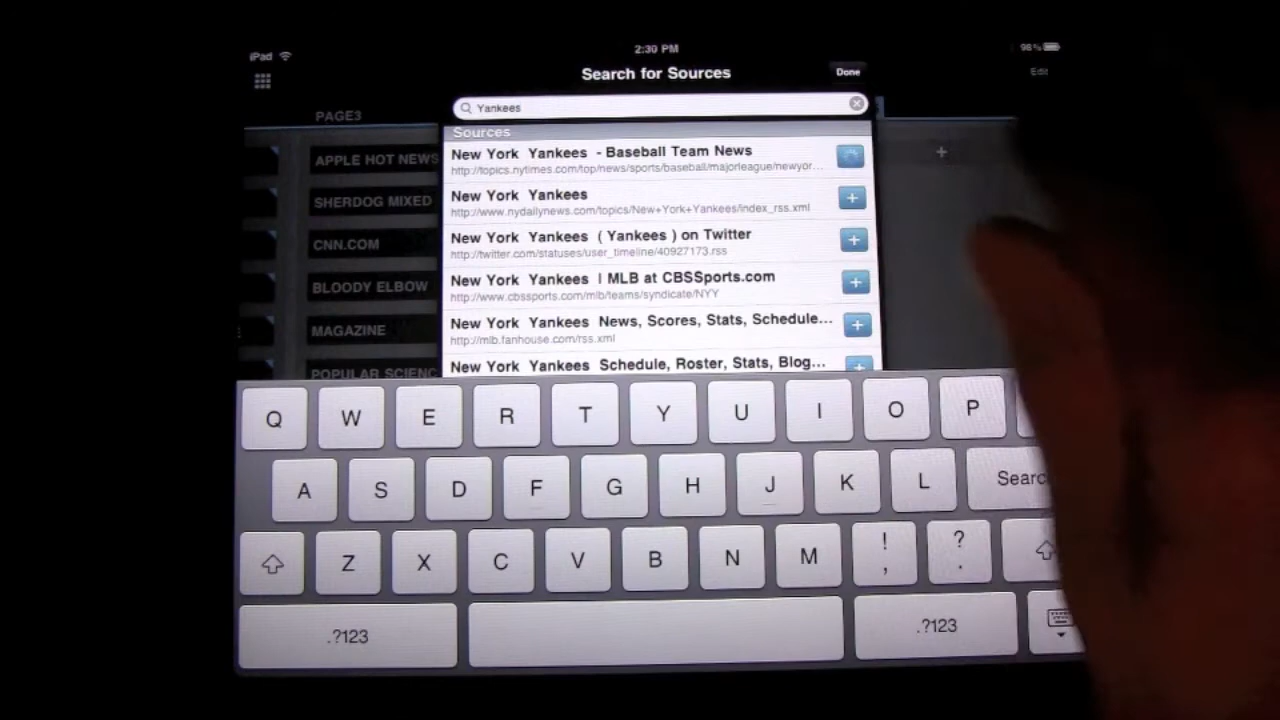 iPad 2:30 PM 98%
Search for Sources Done Edit
Yankees
PAGE3
Sources
New York Yankees - Baseball Team News
http://topics.nytimes.com/top/news/sports/baseball/majorleague/newyor...
New York Yankees
http://www.nydailynews.com/topics/New+York+Yankees/index_rss.xml
New York Yankees ( Yankees ) on Twitter
http://twitter.com/statuses/user_timeline/40927173.rss
New York Yankees | MLB at CBSSports.com
http://www.cbssports.com/mlb/teams/syndicate/NYY
New York Yankees News, Scores, Stats, Schedule...
http://mlb.fanhouse.com/rss.xml
New York Yankees Schedule, Roster, Stats, Blog...
APPLE HOT NEWS
SHERDOG MIXED
CNN.COM
BLOODY ELBOW
MAGAZINE
POPULAR SCIENC
Q W E R T Y U I O P
A S D F G H J K L Searc
Z X C V B N M ! , ? .
.?123 .?123